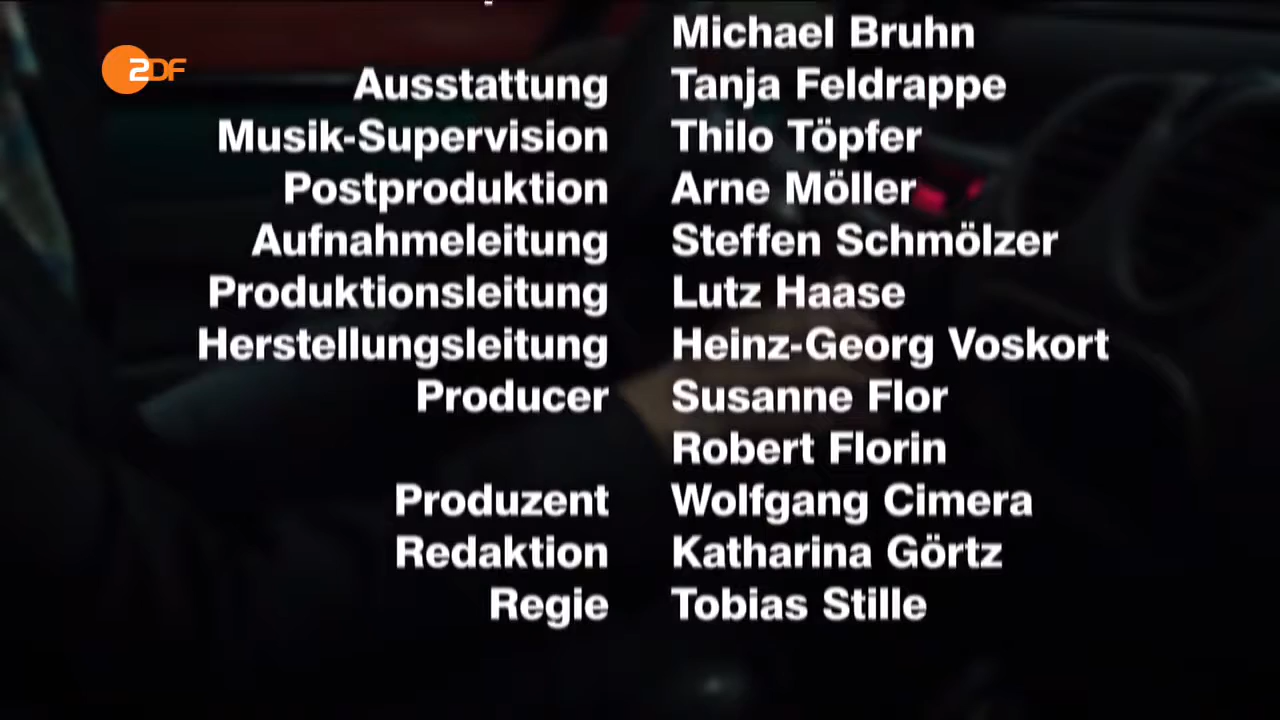 Michael Bruhn
ZDF
Ausstattung Tanja Feldrappe
Musik-Supervision Thilo Töpfer
Postproduktion Arne Möller
Aufnahmeleitung Steffen Schmölzer
Produktionsleitung Lutz Haase
Herstellungsleitung Heinz-Georg Voskort
Producer Susanne Flor
Robert Florin
Produzent Wolfgang Cimera
Redaktion Katharina Görtz
Regie Tobias Stille